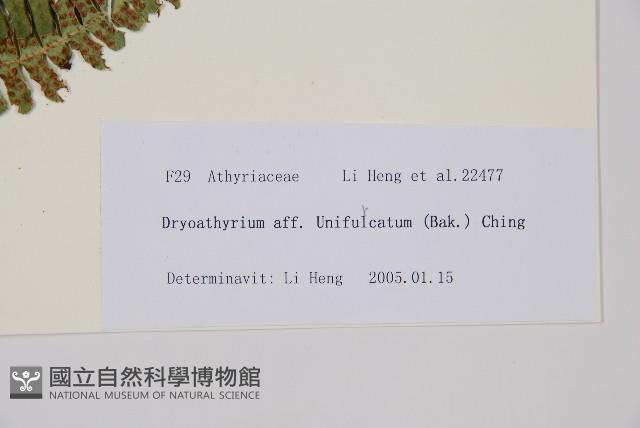 F29 Athyriaceae Li Heng et al.22477
Dryoathyrium aff. Unifulcatum (Bak.) Ching
r
Determinavit: Li Heng 2005.01.15
國立自然科學博物館
NATIONAL MUSEUM OF NATURAL SCIENCE